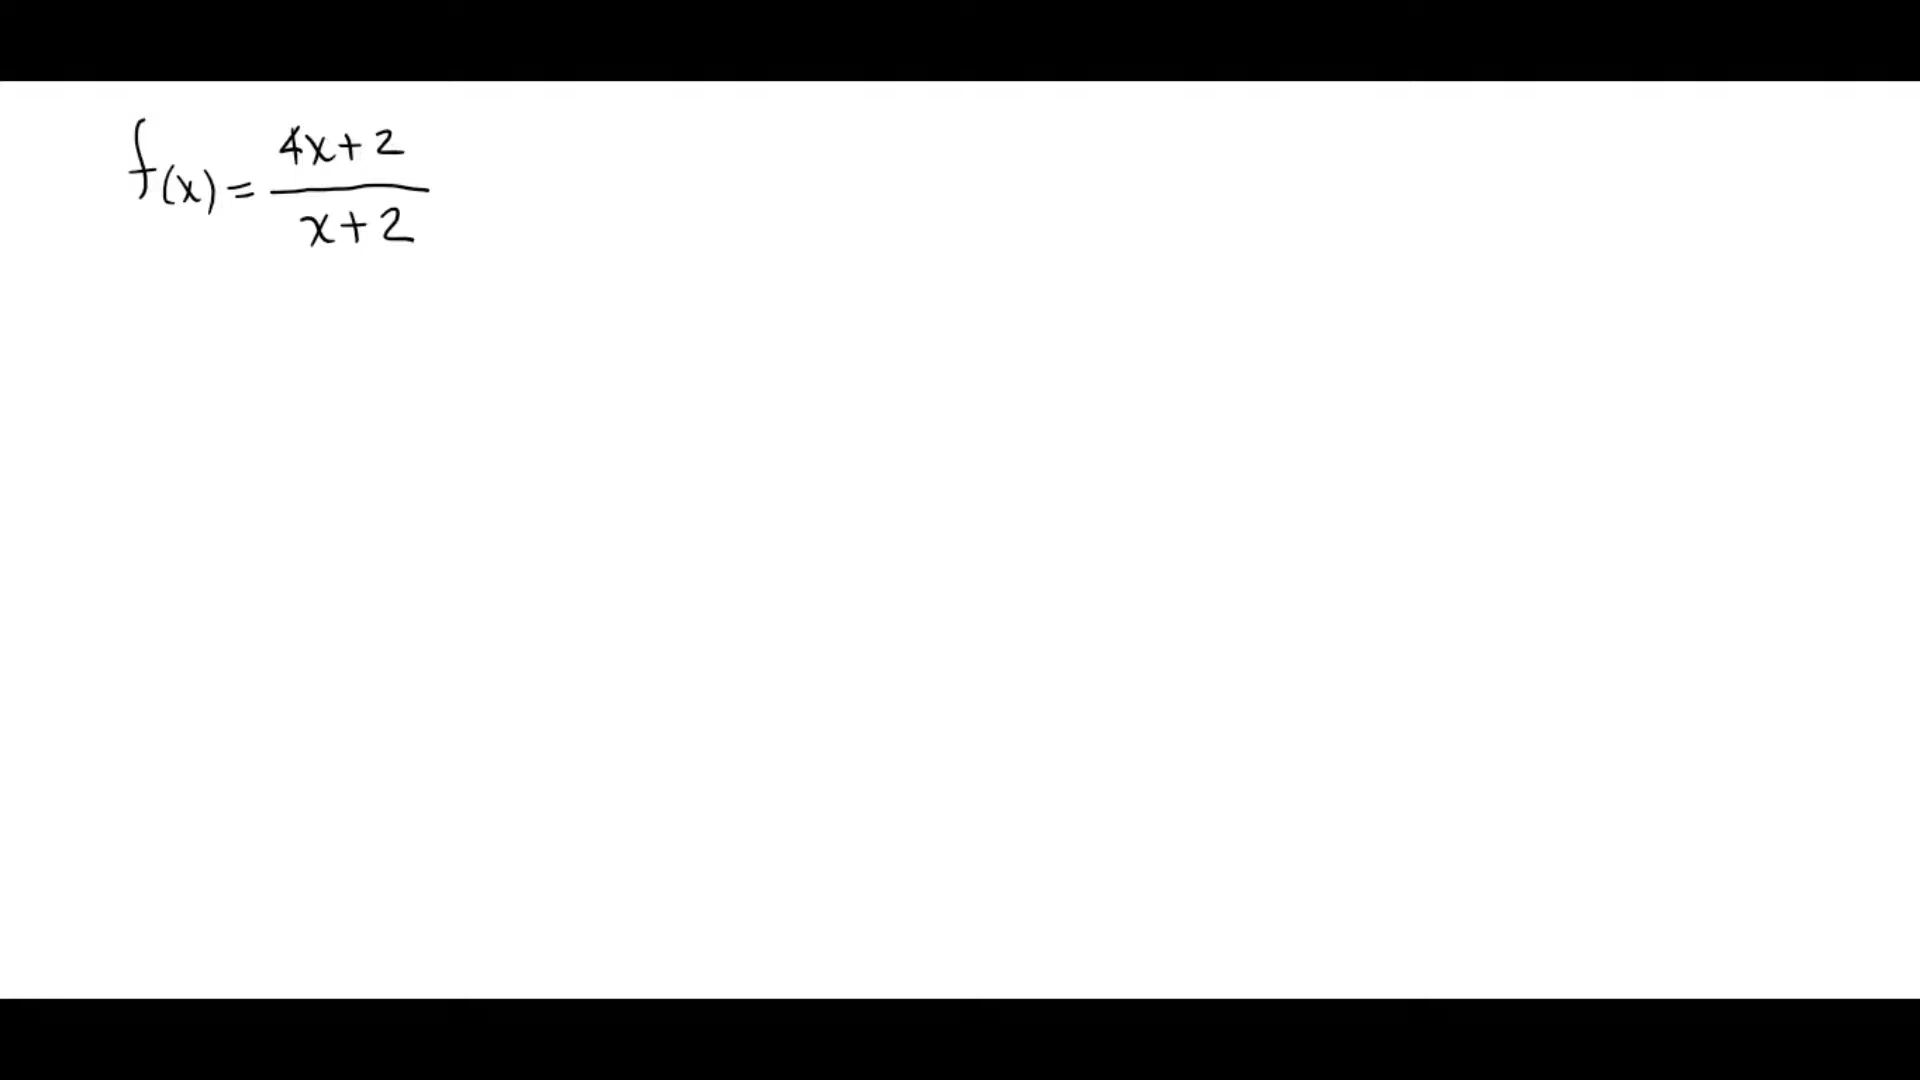 f(x) = (4x+2)/(x+2)